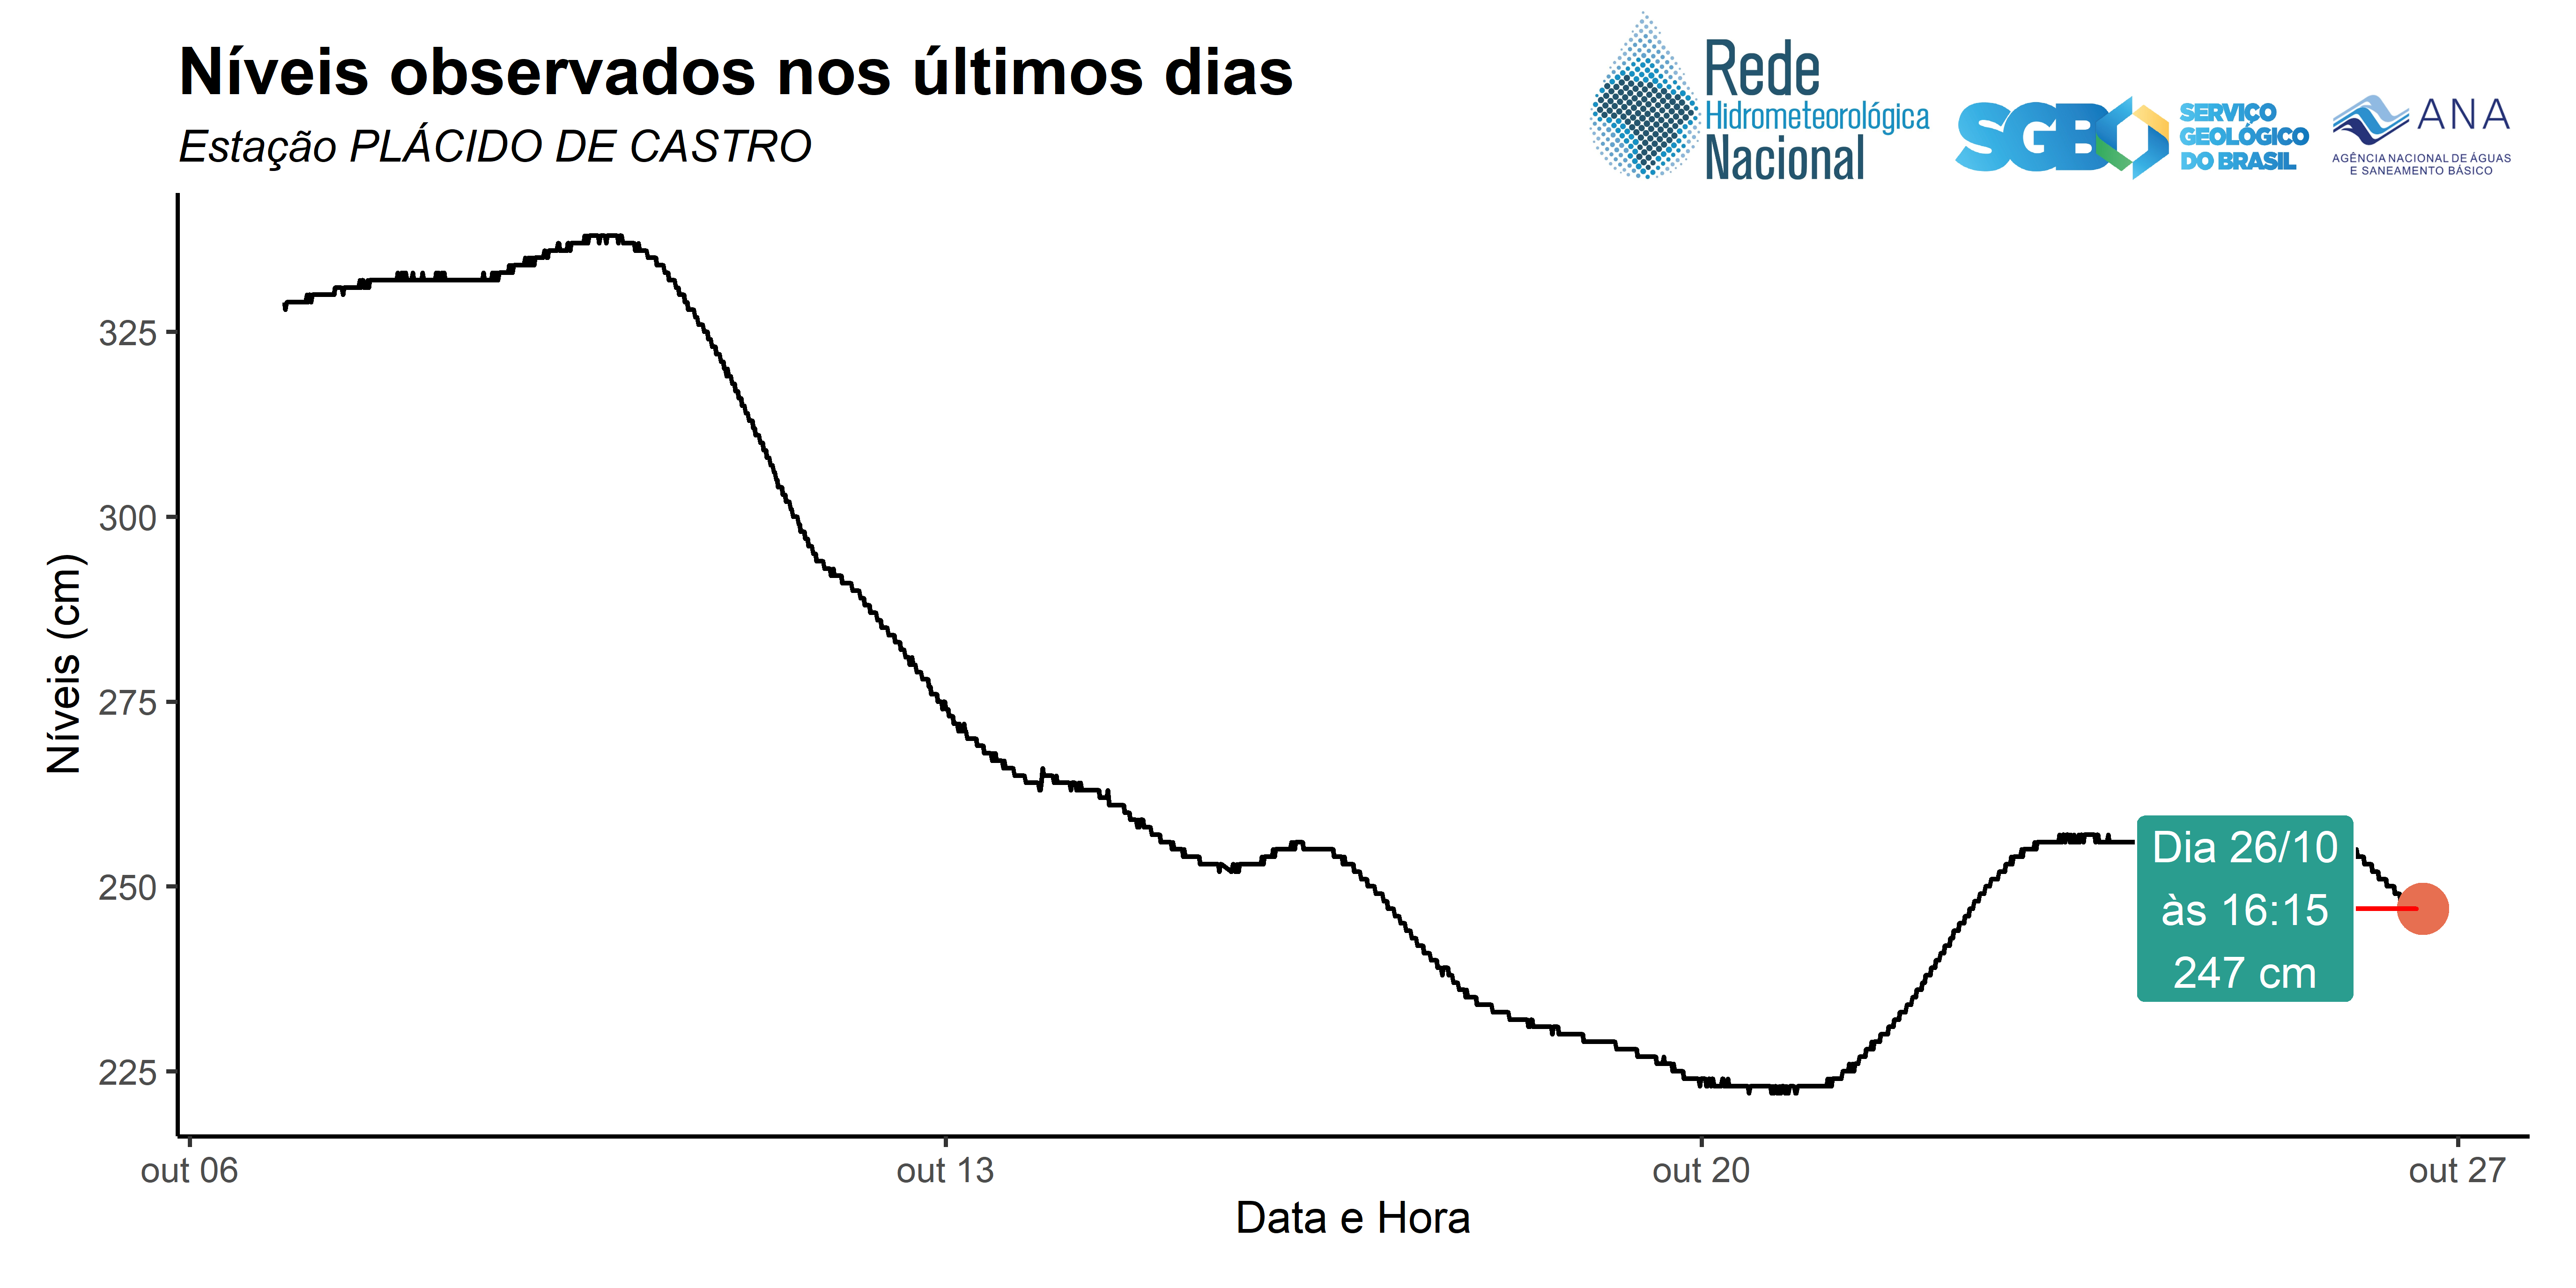 Níveis observados nos últimos dias
Estação PLÁCIDO DE CASTRO
Rede
Hidrometeorológica
Nacional
SGB
SERVIÇO
GEOLÓGICO
DO BRASIL
ANA
AGÊNCIA NACIONAL DE ÁGUAS
E SANEAMENTO BÁSICO
Níveis (cm)
325
300
275
250
225
Dia 26/10
às 16:15
247 cm
out 06
out 13
out 20
out 27
Data e Hora